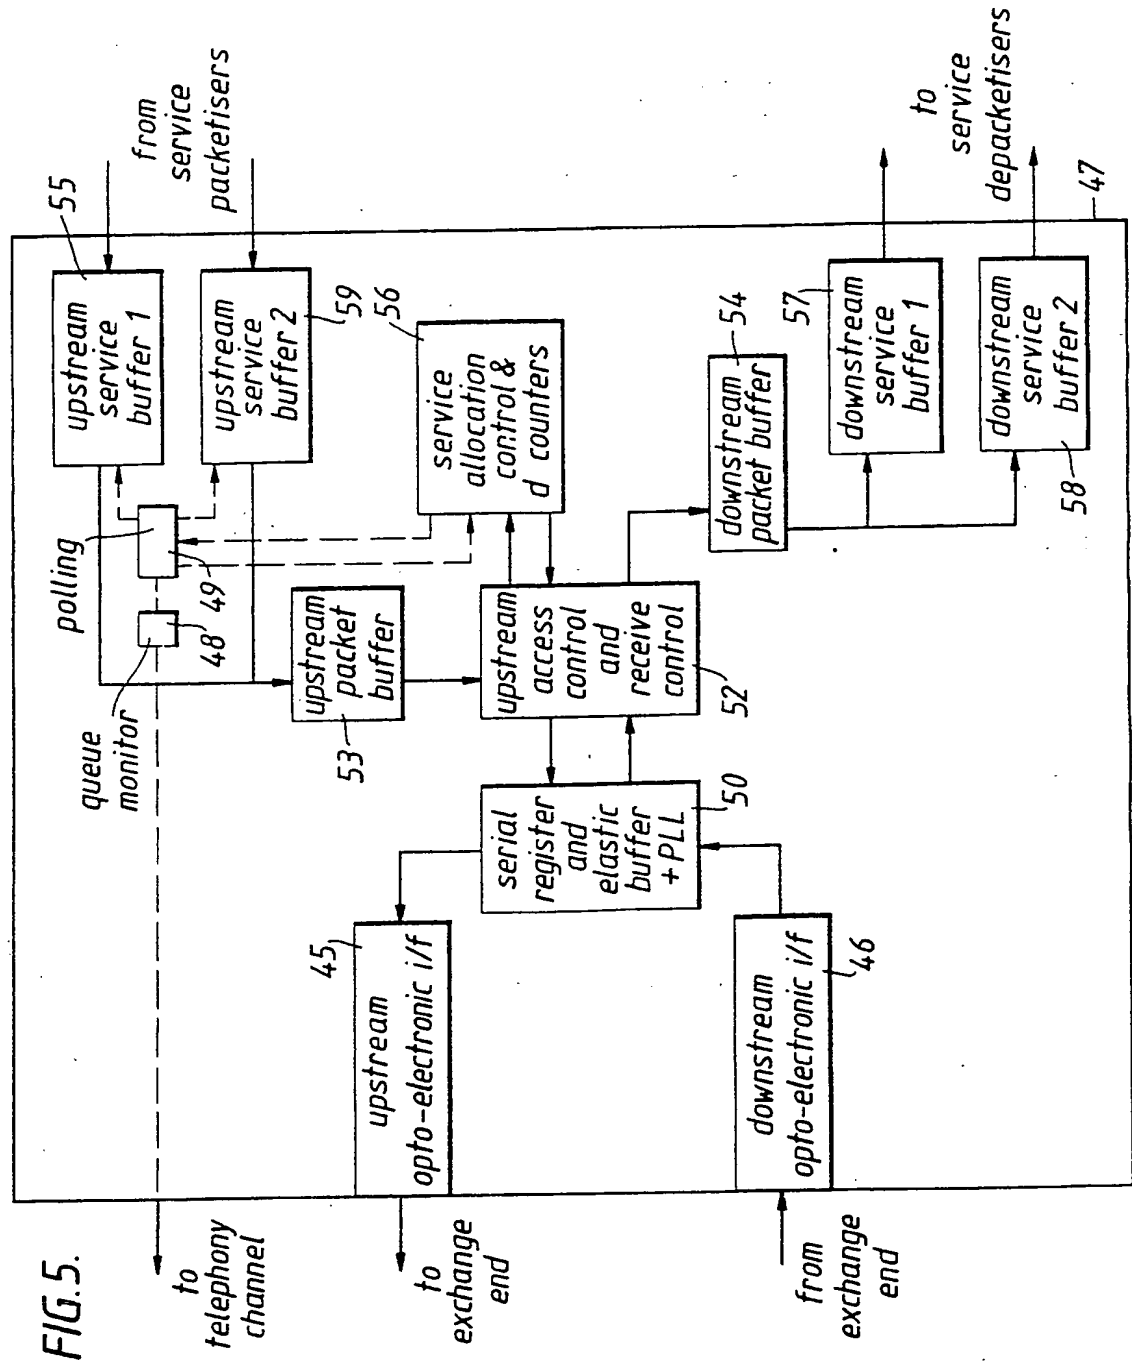 FIG.5.
to
telephony
channel
queue
monitor
48
polling
49
upstream
service
buffer 1
55
from
service
packetisers
upstream
service
buffer 2
59
to
exchange
end
upstream
opto-electronic i/f
45
upstream
packet
buffer
53
service
allocation
control &
d counters
56
serial
register
and
elastic
buffer
+PLL
50
upstream
access
control
and
receive
control
52
from
exchange
end
downstream
opto-electronic i/f
46
downstream
packet buffer
54
downstream
service
buffer 1
57
downstream
service
buffer 2
58
to
service
depacketisers
47